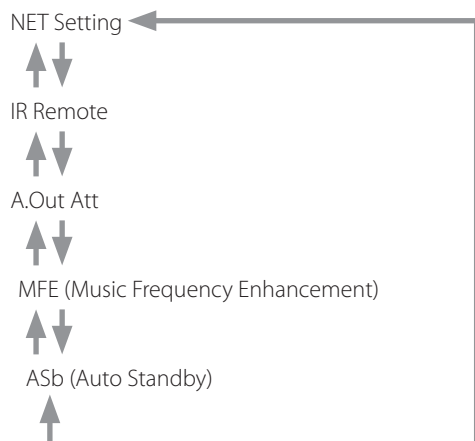 NET Setting
IR Remote
A.Out Att
MFE (Music Frequency Enhancement)
ASb (Auto Standby)